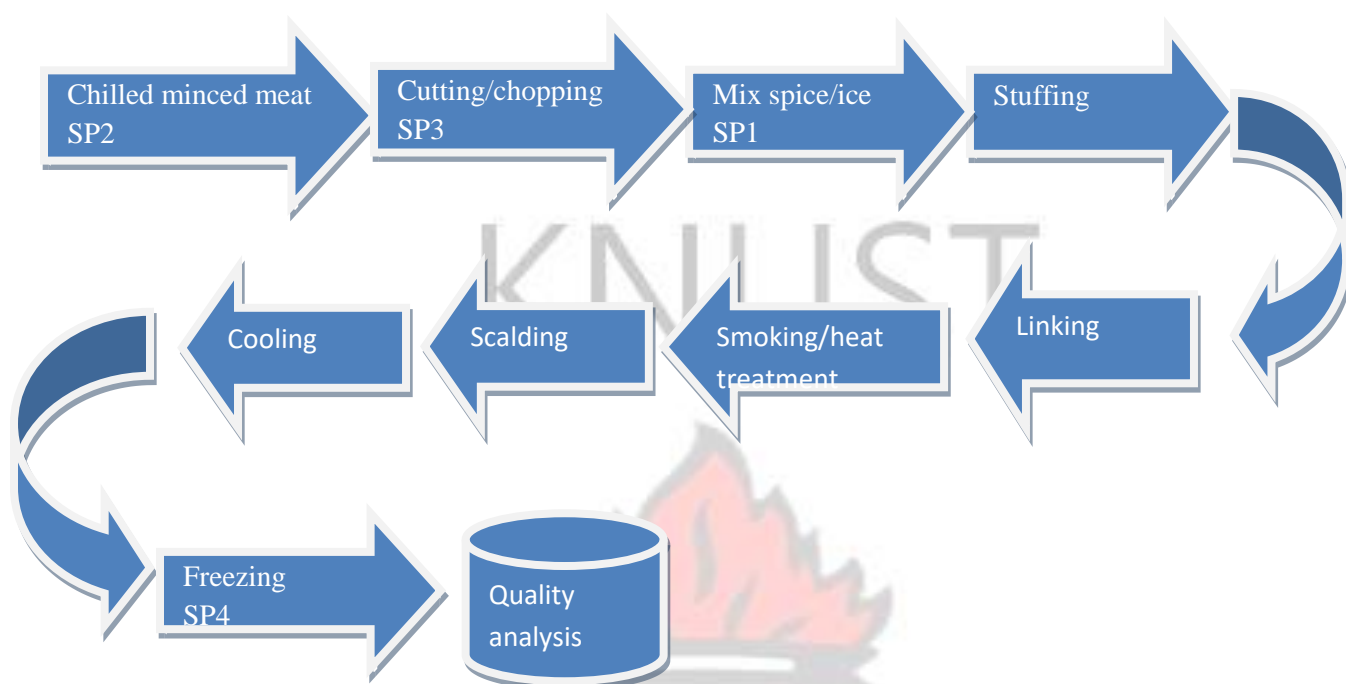 Chilled minced meat
SP2
Cutting/chopping
SP3
Mix spice/ice
SP1
Stuffing
KNUST
Linking
Smoking/heat
treatment
Scalding
Cooling
Freezing
SP4
Quality
analysis